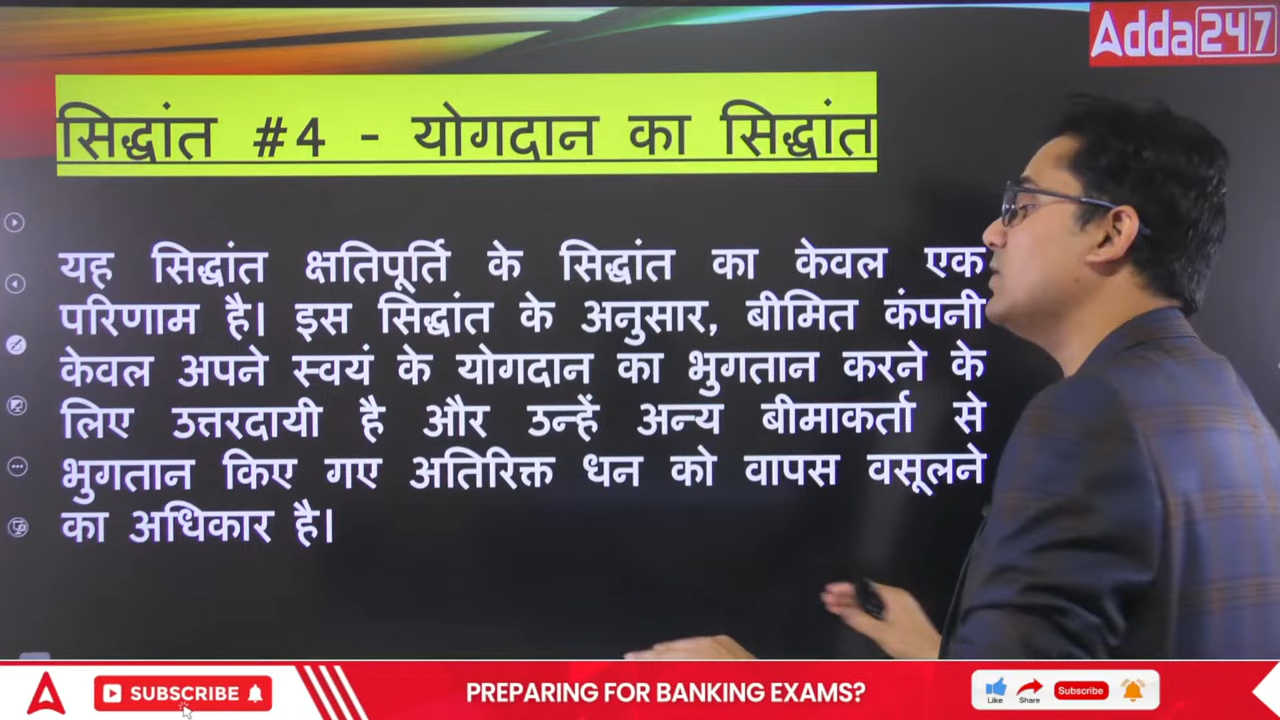 Adda247
सिद्धांत #4 - योगदान का सिद्धांत
यह सिद्धांत क्षतिपूर्ति के सिद्धांत का केवल एक
परिणाम है। इस सिद्धांत के अनुसार, बीमित कंपनी
केवल अपने स्वयं के योगदान का भुगतान करने के
लिए उत्तरदायी है और उन्हें अन्य बीमाकर्ता से
भुगतान किए गए अतिरिक्त धन को वापस वसूलने
का अधिकार है।
SUBSCRIBE
PREPARING FOR BANKING EXAMS?
Like
Share
Subscribe